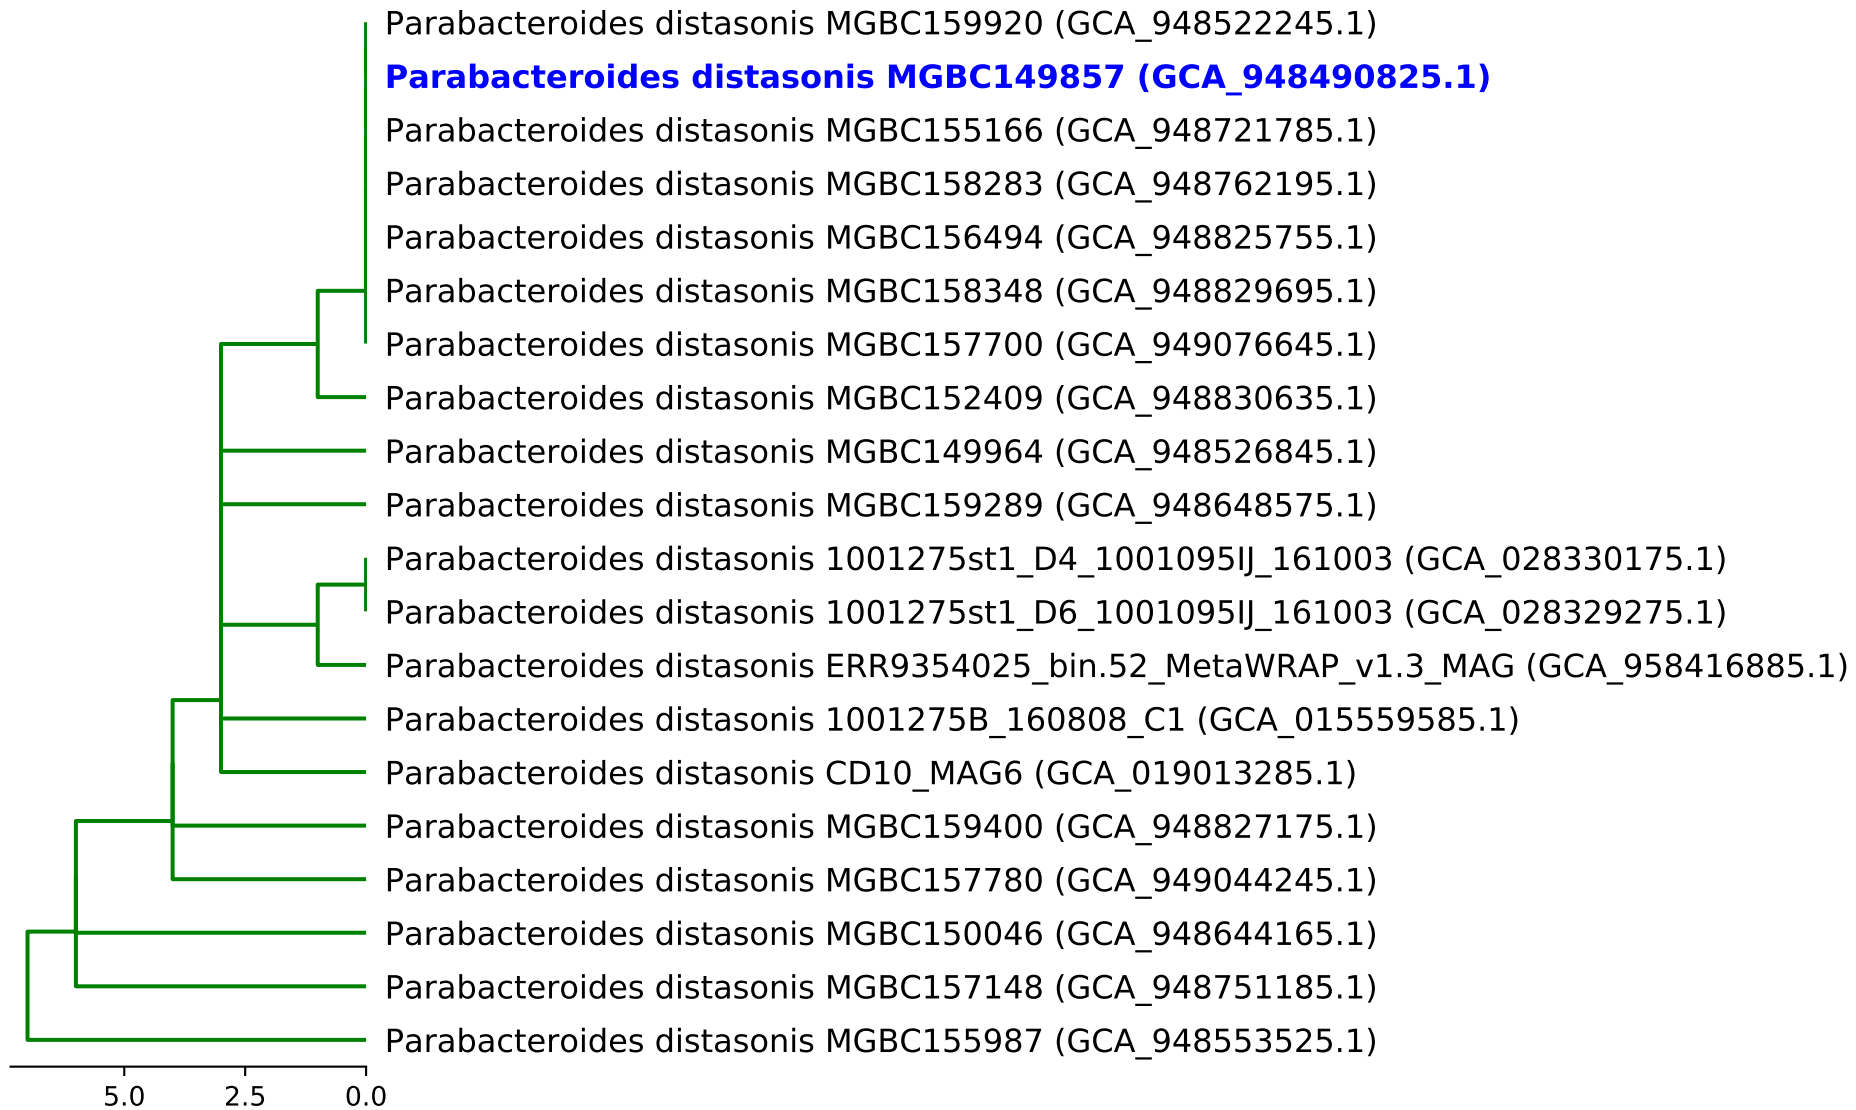 Parabacteroides distasonis MGBC159920 (GCA_948522245.1)
Parabacteroides distasonis MGBC149857 (GCA_948490825.1)
Parabacteroides distasonis MGBC155166 (GCA_948721785.1)
Parabacteroides distasonis MGBC158283 (GCA_948762195.1)
Parabacteroides distasonis MGBC156494 (GCA_948825755.1)
Parabacteroides distasonis MGBC158348 (GCA_948829695.1)
Parabacteroides distasonis MGBC157700 (GCA_949076645.1)
Parabacteroides distasonis MGBC152409 (GCA_948830635.1)
Parabacteroides distasonis MGBC149964 (GCA_948526845.1)
Parabacteroides distasonis MGBC159289 (GCA_948648575.1)
Parabacteroides distasonis 1001275st1_D4_1001095IJ_161003 (GCA_028330175.1)
Parabacteroides distasonis 1001275st1_D6_1001095IJ_161003 (GCA_028329275.1)
Parabacteroides distasonis ERR9354025_bin.52_MetaWRAP_v1.3_MAG (GCA_958416885.1)
Parabacteroides distasonis 1001275B_160808_C1 (GCA_015559585.1)
Parabacteroides distasonis CD10_MAG6 (GCA_019013285.1)
Parabacteroides distasonis MGBC159400 (GCA_948827175.1)
Parabacteroides distasonis MGBC157780 (GCA_949044245.1)
Parabacteroides distasonis MGBC150046 (GCA_948644165.1)
Parabacteroides distasonis MGBC157148 (GCA_948751185.1)
Parabacteroides distasonis MGBC155987 (GCA_948553525.1)
5.0 2.5 0.0